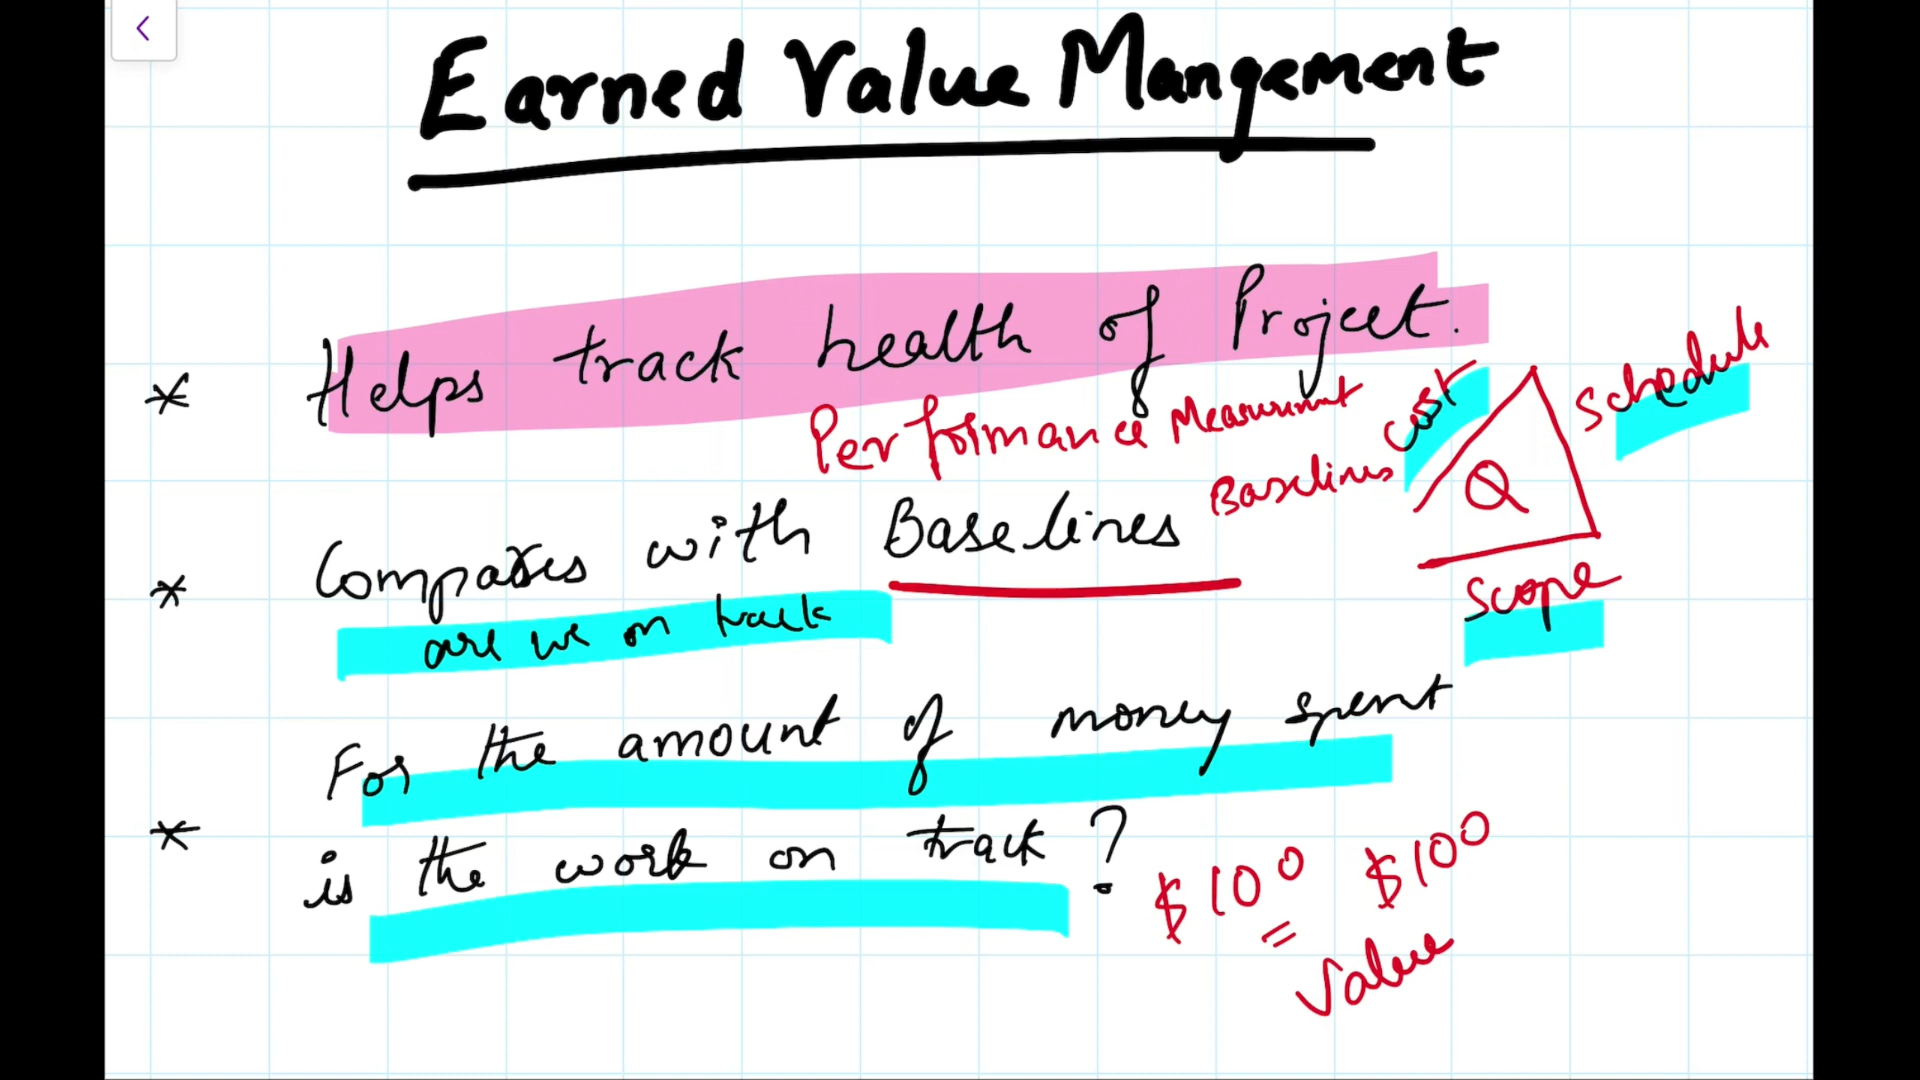 Earned Value Mangement
* Helps track health of Project.
Performance Measurement
Baselines
Cost
Schedule
Q
Scope
* Compares with Baselines
are we on track
For the amount of money spent
* is the work on track ?
$100 $100
=
Value